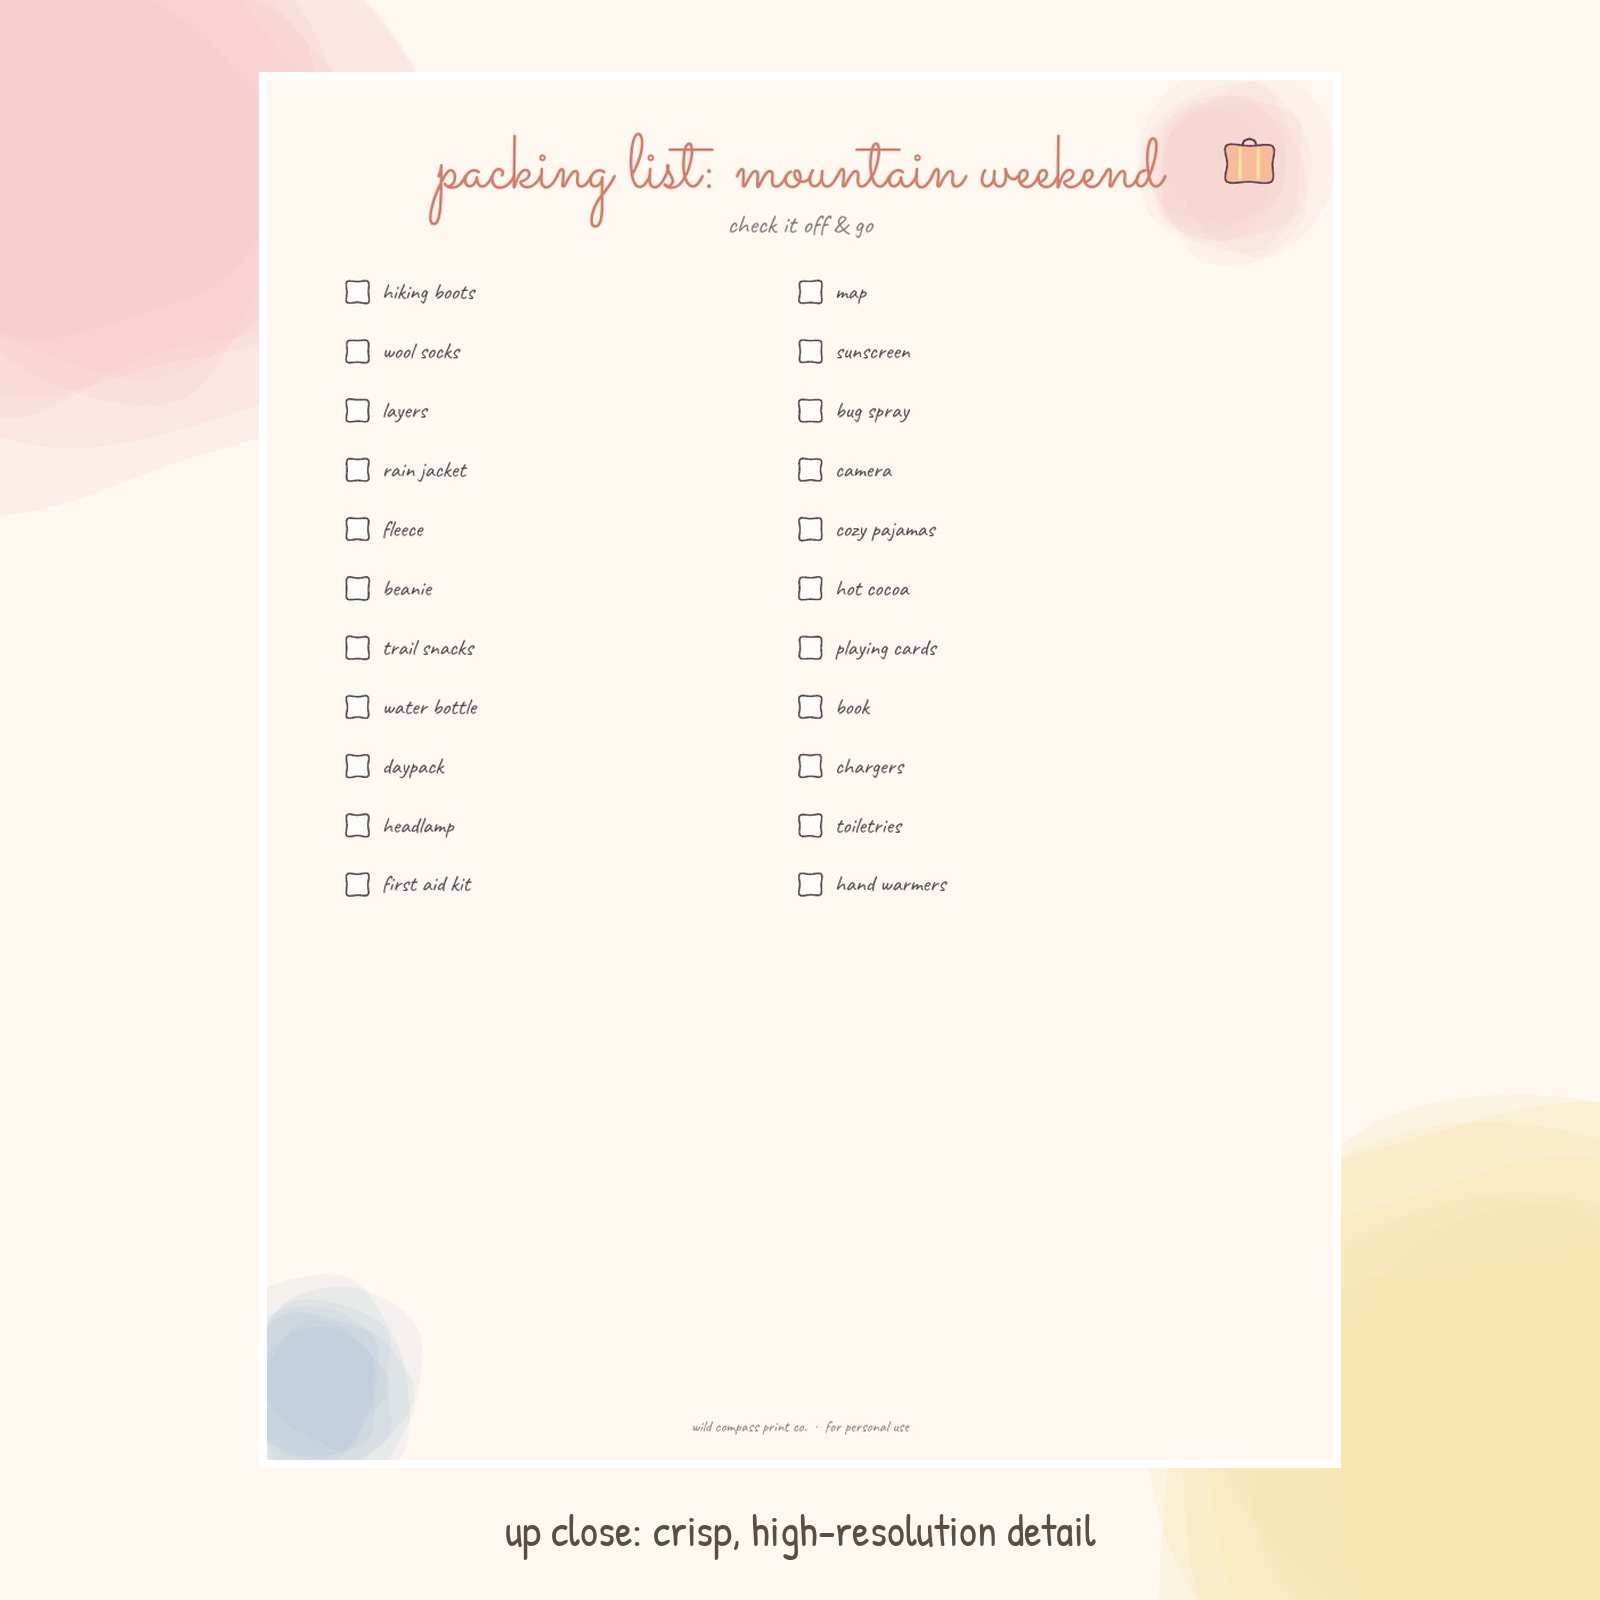 packing list: mountain weekend
check it off & go
hiking boots
wool socks
layers
rain jacket
fleece
beanie
trail snacks
water bottle
daypack
headlamp
first aid kit
map
sunscreen
bug spray
camera
cozy pajamas
hot cocoa
playing cards
book
chargers
toiletries
hand warmers
wild compass print co. · for personal use
up close: crisp, high-resolution detail